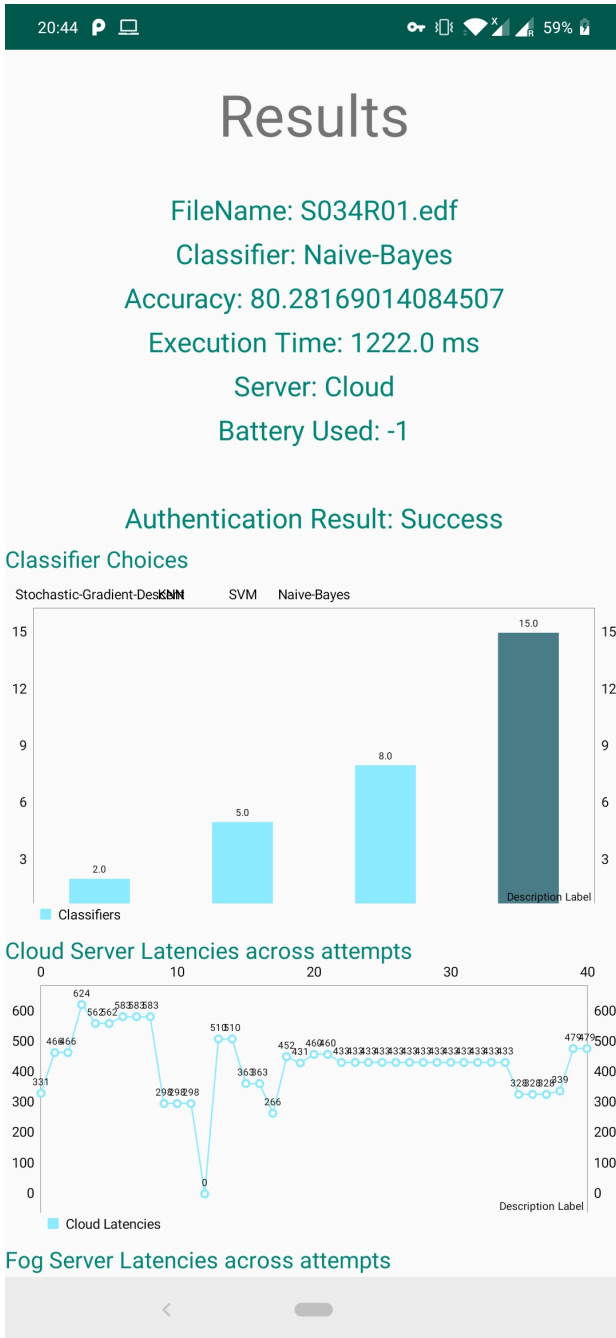 20:44 59%
Results
FileName: S034R01.edf
Classifier: Naive-Bayes
Accuracy: 80.28169014084507
Execution Time: 1222.0 ms
Server: Cloud
Battery Used: -1
Authentication Result: Success
Classifier Choices
Stochastic-Gradient-Descent KNN SVM Naive-Bayes
15 15.0 15
12 12
9 9
8.0
6 6
5.0
3 3
2.0
Description Label
Classifiers
Cloud Server Latencies across attempts
0 10 20 30 40
624
600 562 562 583 583 583 600
500 466 466 510 510 452 431 460 460 433 433 433 433 433 433 433 433 433 433 433 433 433 479 479 500
400 331 363 363 328 328 328 339 400
300 298 298 298 266 300
200 200
100 100
0 0 0
Description Label
Cloud Latencies
Fog Server Latencies across attempts